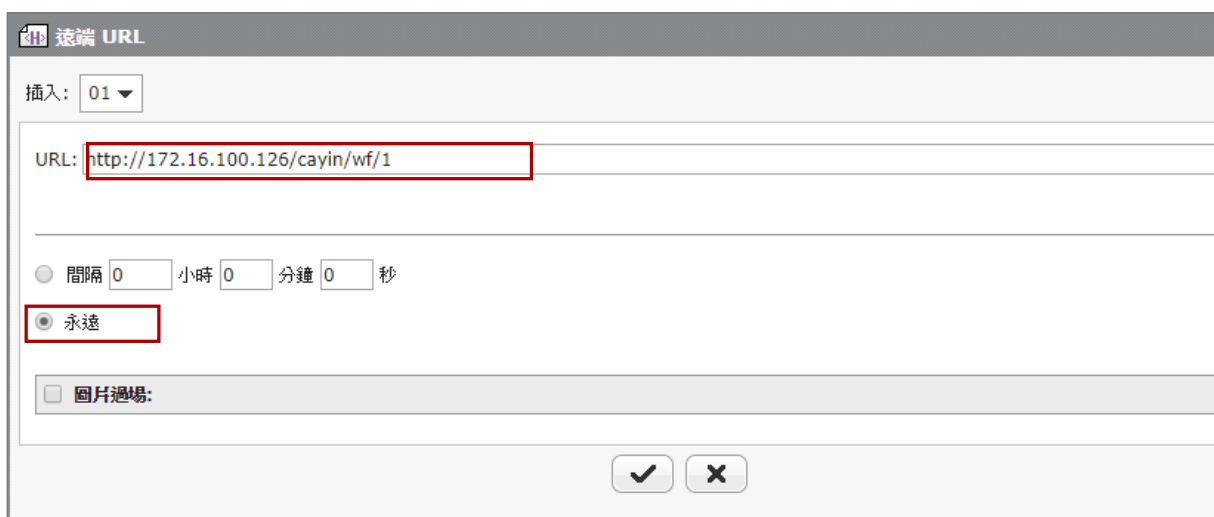 遠端 URL
插入: 01
URL: http://172.16.100.126/cayin/wf/1
間隔 0 小時 0 分鐘 0 秒
永遠
圖片過場: